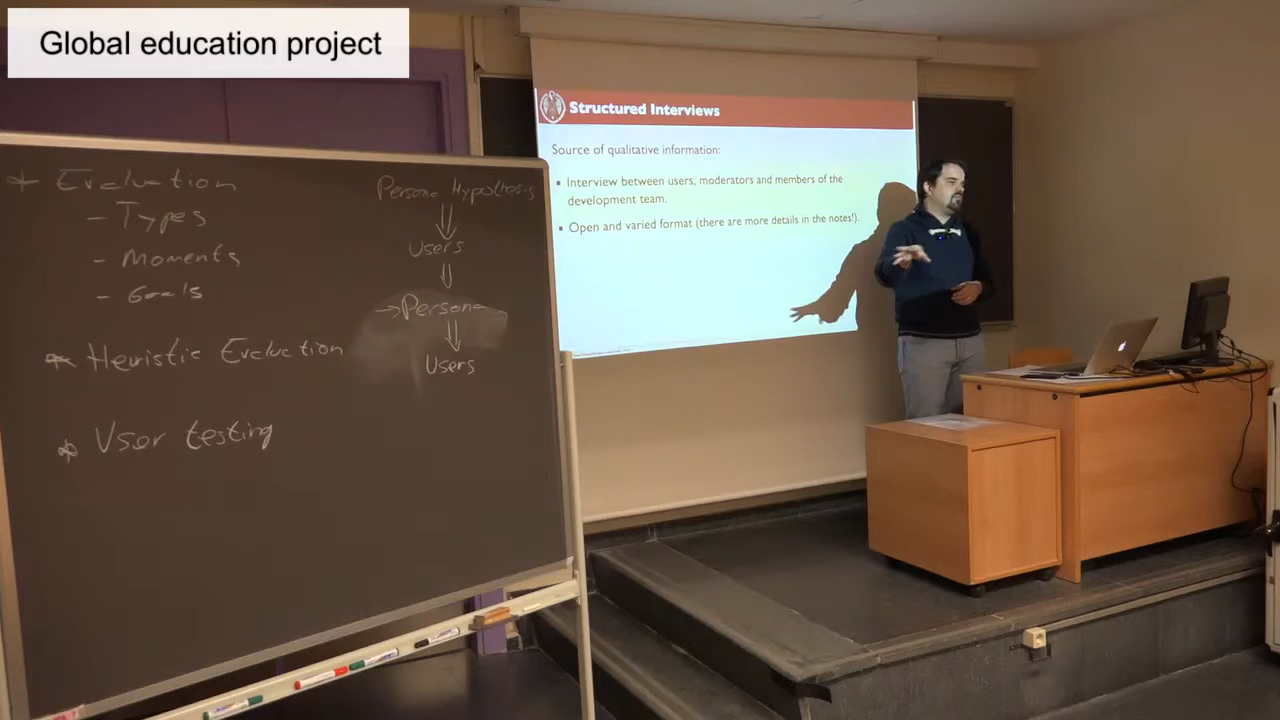 Global education project
* Evaluation
- Types
- Moments
- Goals
* Heuristic Evaluation
* User testing
Persona
Users
→Persona
Users
Structured Interviews
Source of qualitative information:
▪ Interview between users, moderators and members of the
development team.
▪ Open and varied format (there are more details in the notes!).